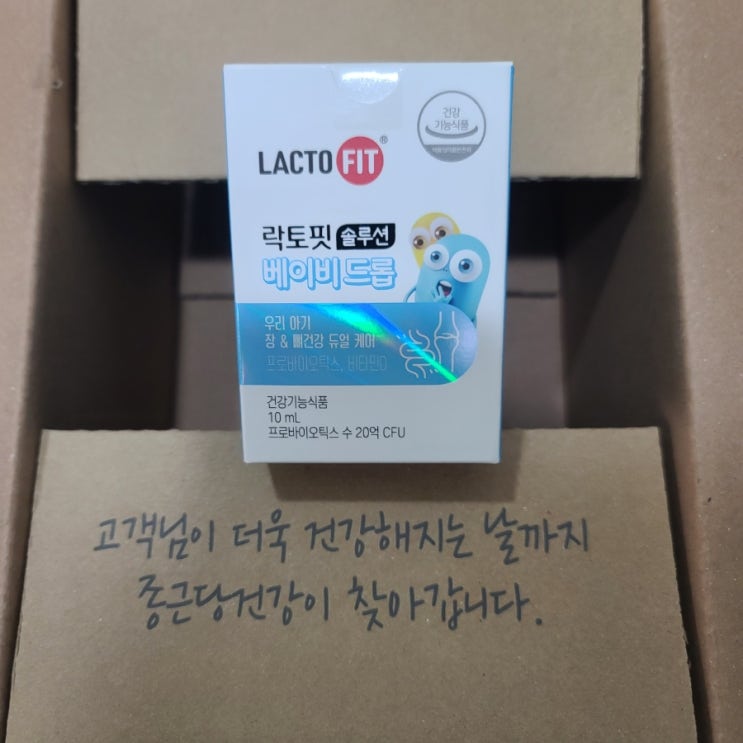 건강
기능식품
LACTO FIT®
락토핏 솔루션
베이비 드롭
우리 아기
장 & 뼈건강 듀얼 케어
프로바이오틱스, 비타민D
건강기능식품
10 mL
프로바이오틱스 수 20억 CFU
고객님이 더욱 건강해지는 날까지
종근당건강이 찾아갑니다.